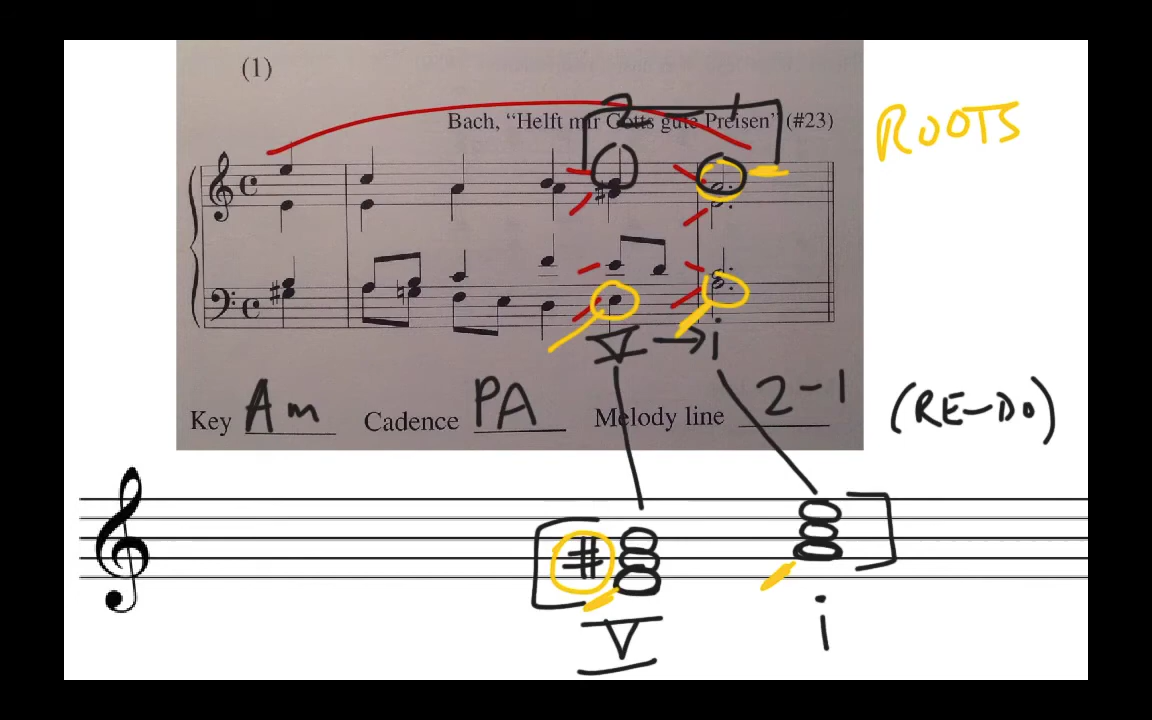 (1)
2 - 1
Bach, “Helft mir Gotts gute Preisen” (#23)
ROOTS
V → i
Key Am Cadence PA Melody line 2-1
(RE-DO)
V i